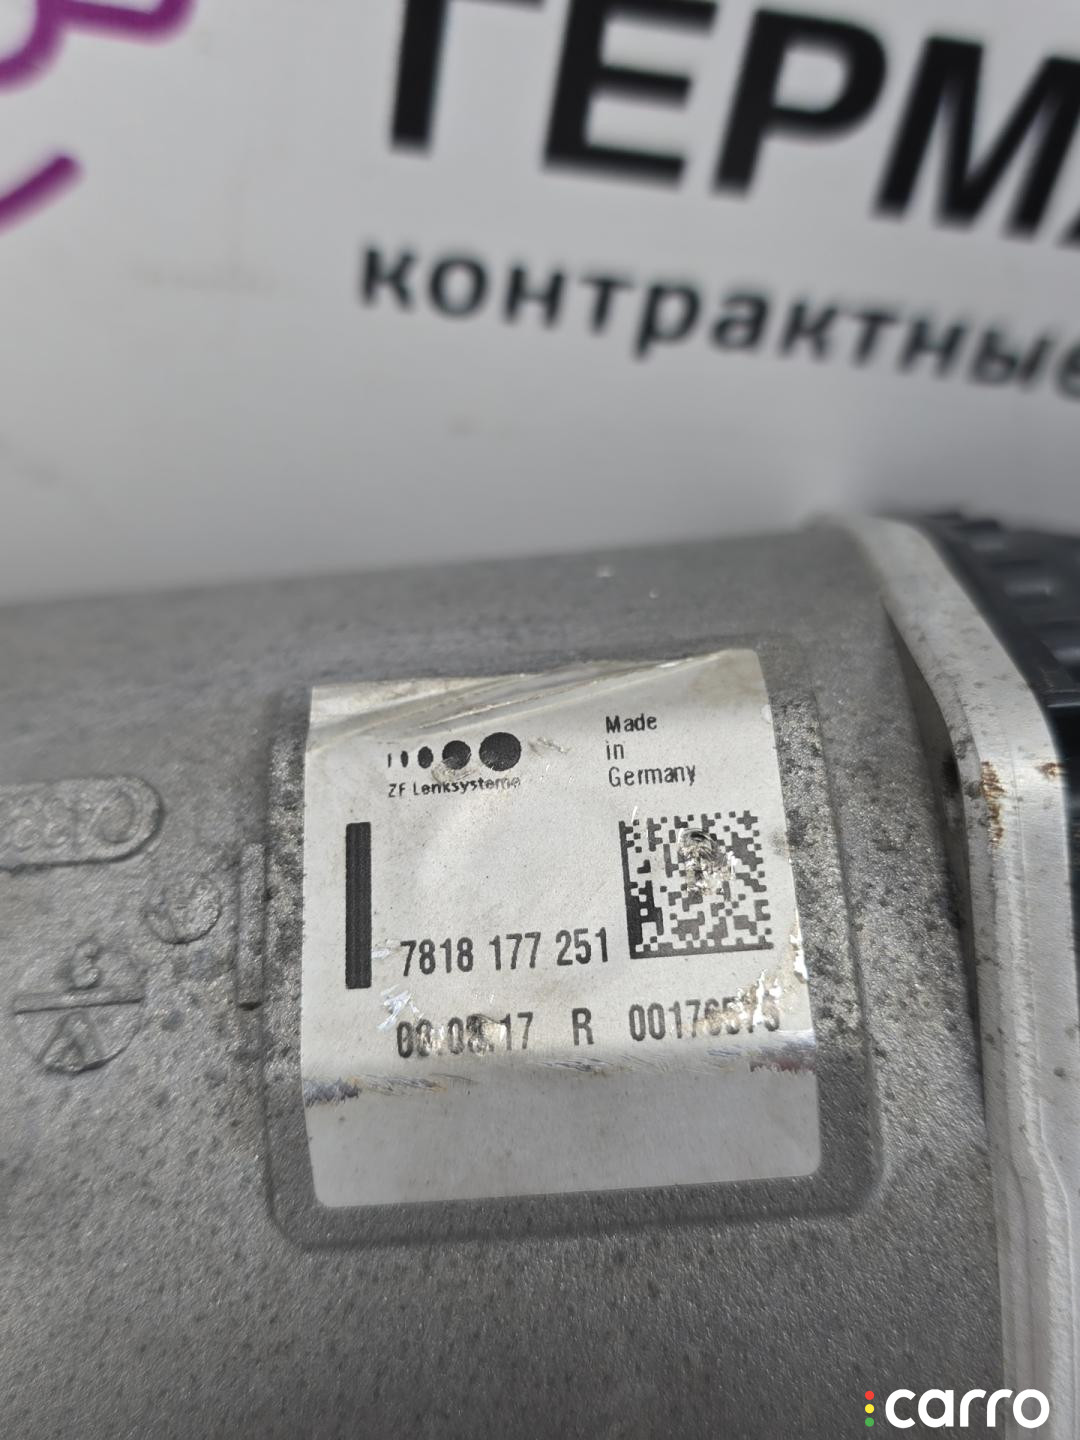 ГЕРМ
контрактные
ZF Lenksysteme
Made
in
Germany
7818 177 251
R
carro